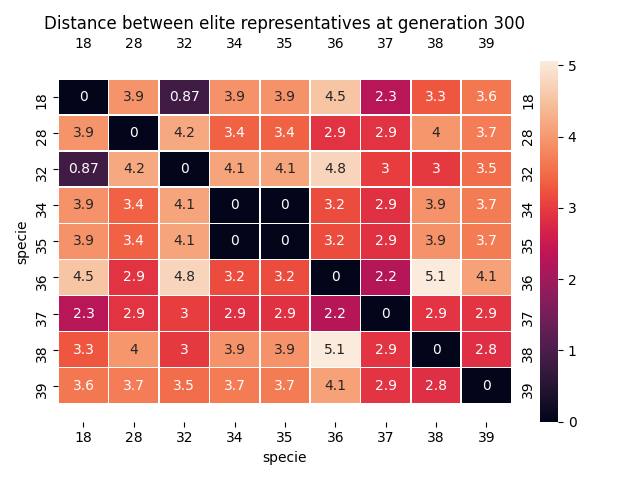 Distance between elite representatives at generation 300
18 28 32 34 35 36 37 38 39
18 0 3.9 0.87 3.9 3.9 4.5 2.3 3.3 3.6 18
28 3.9 0 4.2 3.4 3.4 2.9 2.9 4 3.7 28
32 0.87 4.2 0 4.1 4.1 4.8 3 3 3.5 32
34 3.9 3.4 4.1 0 0 3.2 2.9 3.9 3.7 34
35 3.9 3.4 4.1 0 0 3.2 2.9 3.9 3.7 35
36 4.5 2.9 4.8 3.2 3.2 0 2.2 5.1 4.1 36
37 2.3 2.9 3 2.9 2.9 2.2 0 2.9 2.9 37
38 3.3 4 3 3.9 3.9 5.1 2.9 0 2.8 38
39 3.6 3.7 3.5 3.7 3.7 4.1 2.9 2.8 0 39
18 28 32 34 35 36 37 38 39
specie
specie
5
4
3
2
1
0